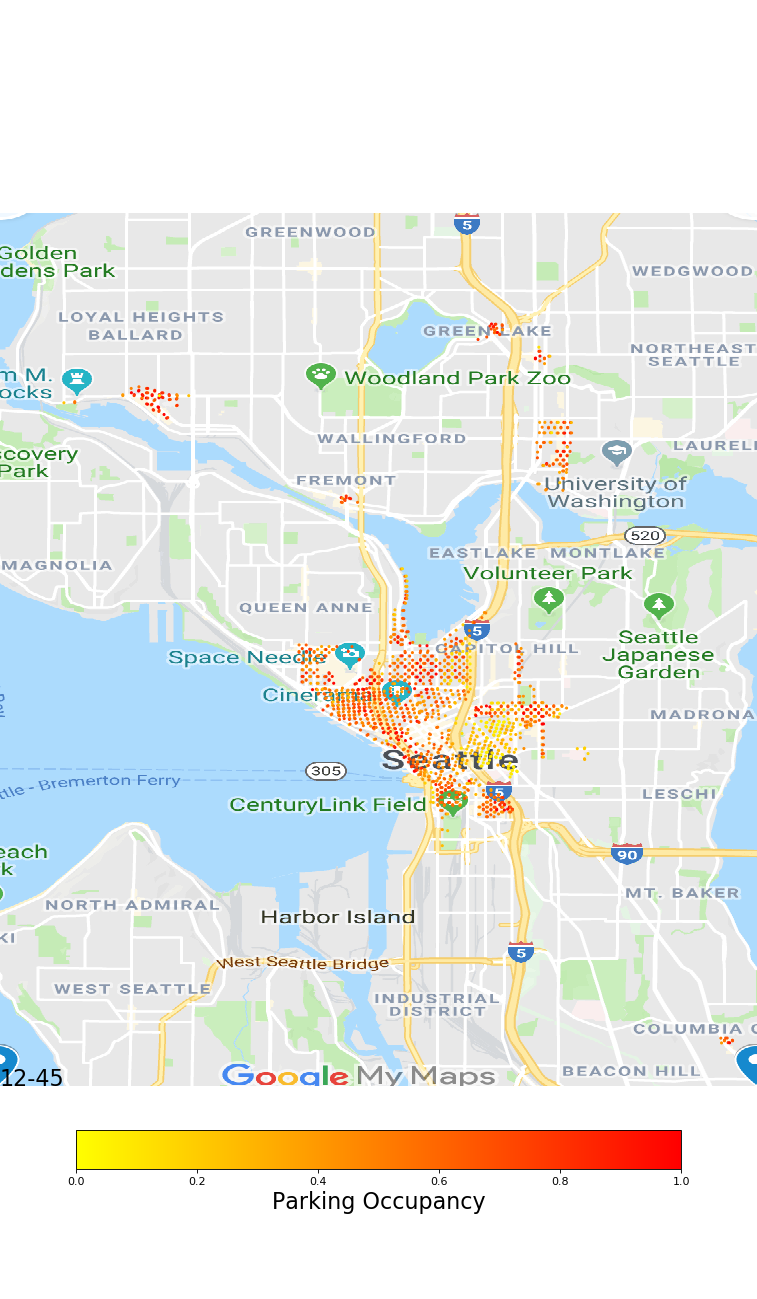 GREENWOOD
5
Golden
dens Park
WEDGWOOD
LOYAL HEIGHTS
BALLARD
GREEN LAKE
NORTHEAST
SEATTLE
m M.
ocks
Woodland Park Zoo
WALLINGFORD
LAUREL
scovery
Park
FREMONT
University of
Washington
520
EASTLAKE
MONTLAKE
MAGNOLIA
Volunteer Park
QUEEN ANNE
5
Seattle
Japanese
Garden
CAPITOL HILL
Space Needle
Cinerama
MADRONA
305
Seattle
ttle - Bremerton Ferry
5
LESCHI
CenturyLink Field
each
k
90
MT. BAKER
NORTH ADMIRAL
Harbor Island
KI
5
West Seattle Bridge
WEST SEATTLE
INDUSTRIAL
DISTRICT
COLUMBIA C
BEACON HILL
12-45
Google My Maps
0.0 0.2 0.4 0.6 0.8 1.0
Parking Occupancy